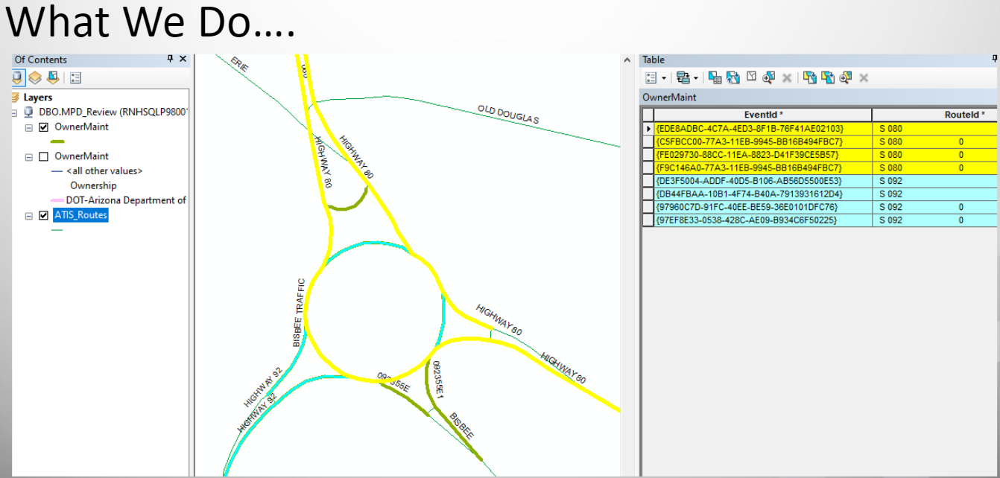 What We Do....
Of Contents
Layers
DBO.MPD_Review (RNHSQLP9800
OwnerMaint
OwnerMaint
<all other values>
Ownership
DOT-Arizona Department of
ATIS_Routes
ERIE
080
OLD DOUGLAS
HIGHWAY 80
HIGHWAY 80
BISBEE TRAFFIC
HIGHWAY 80
HIGHWAY 80
HIGHWAY 92
HIGHWAY 92
092355E
092355E1
BISBEE
Table
OwnerMaint
EventId * RouteId *
{EDE8ADBC-4C7A-4ED3-8F1B-76F41AE02103} S 080
{C5FBCC00-77A3-11EB-9945-BB16B494FBC7} S 080 0
{FE029730-88CC-11EA-8823-D41F39CE5B57} S 080 0
{F9C146A0-77A3-11EB-9945-BB16B494FBC7} S 080 0
{DE3F5004-ADDF-40D5-B106-AB56D5500E53} S 092
{DB44FBAA-10B1-4F74-B40A-7913931612D4} S 092
{97960C7D-91FC-40EE-BE59-36E0101DFC76} S 092 0
{97EF8E33-0538-428C-AE09-B934C6F50225} S 092 0